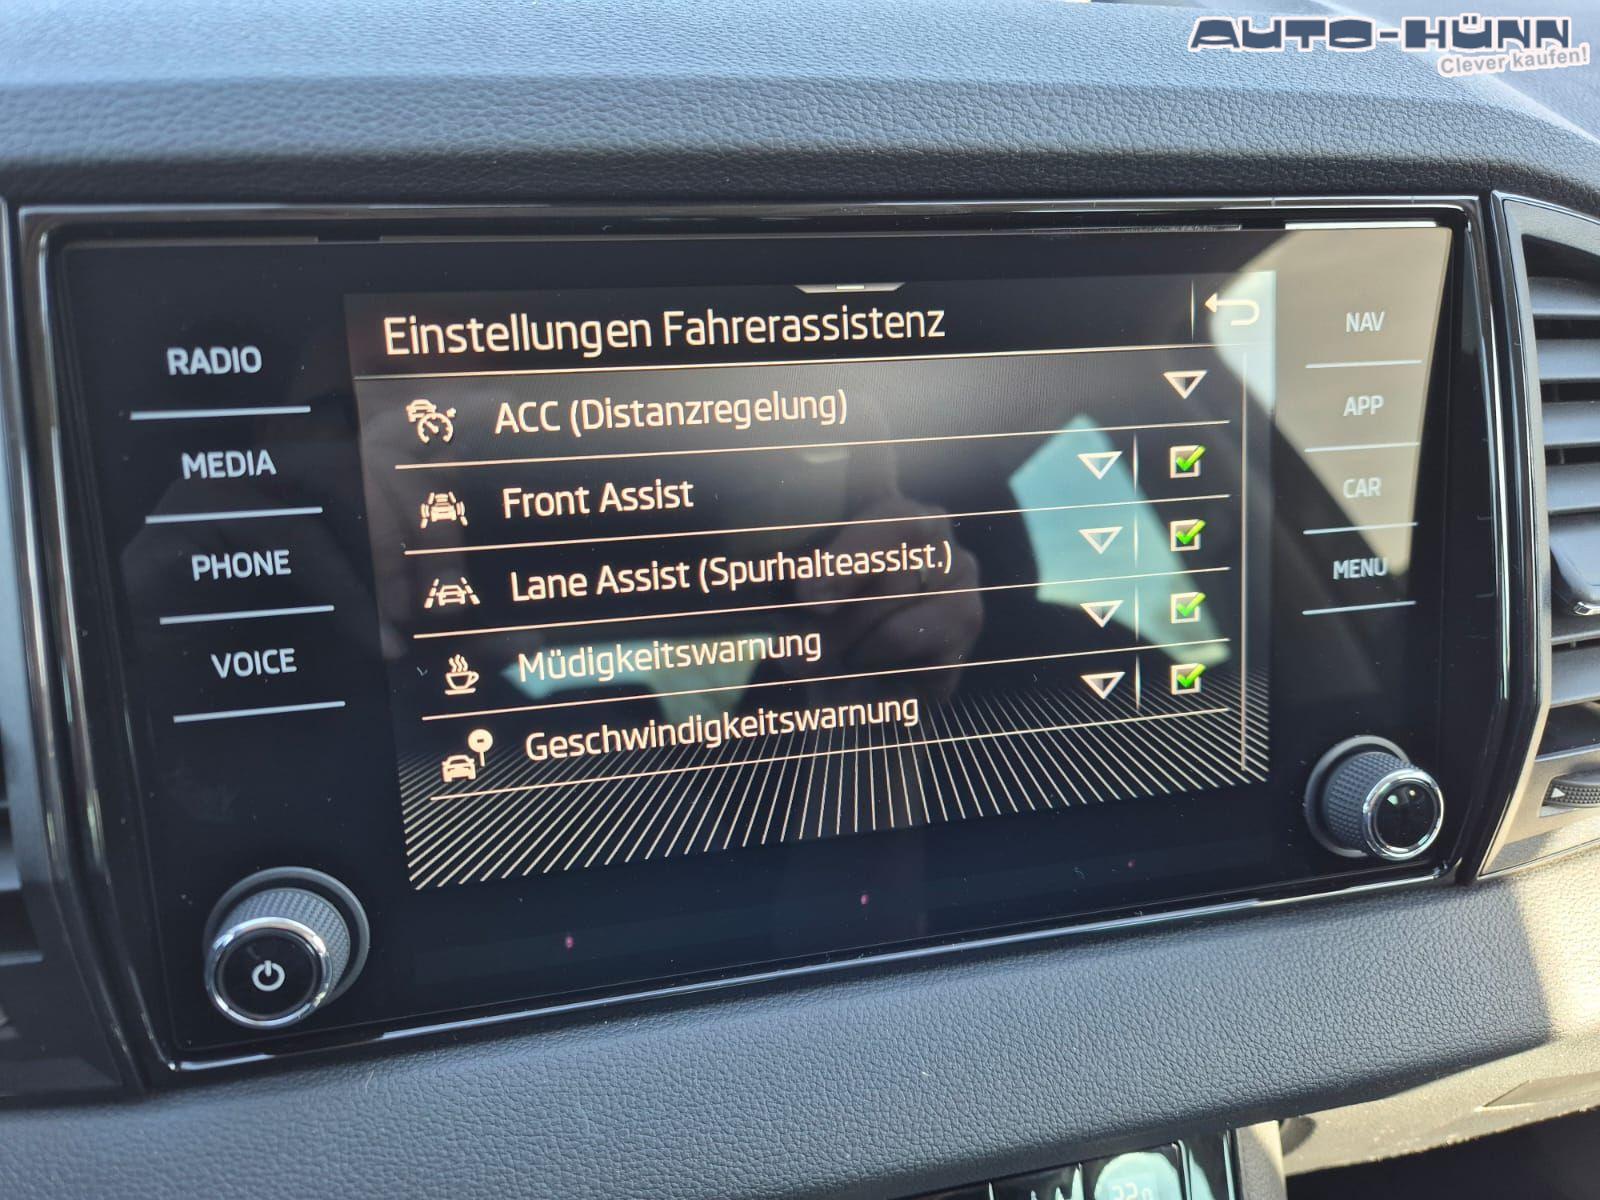 AUTO-HÜNN
Clever kaufen!
Einstellungen Fahrerassistenz
ACC (Distanzregelung)
Front Assist
Lane Assist (Spurhalteassist.)
Müdigkeitswarnung
Geschwindigkeitswarnung
RADIO
MEDIA
PHONE
VOICE
NAV
APP
CAR
MENU